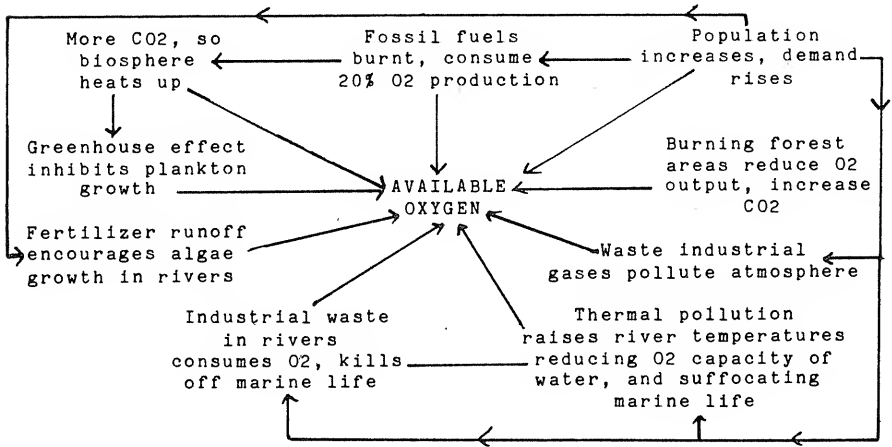 More CO2, so
biosphere
heats up
Fossil fuels
burnt, consume
20% O2 production
Population
increases, demand
rises
Greenhouse effect
inhibits plankton
growth
Burning forest
areas reduce O2
output, increase
CO2
AVAILABLE
OXYGEN
Fertilizer runoff
encourages algae
growth in rivers
Waste industrial
gases pollute atmosphere
Industrial waste
in rivers
consumes O2, kills
off marine life
Thermal pollution
raises river temperatures
reducing O2 capacity of
water, and suffocating
marine life